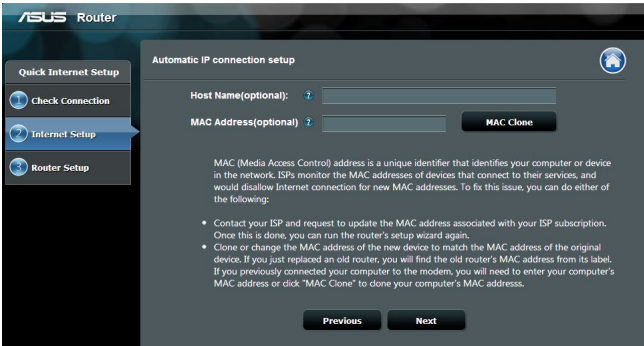 ASUS Router
Quick Internet Setup
1 Check Connection
2 Internet Setup
3 Router Setup
Automatic IP connection setup
Host Name(optional): ?
MAC Address(optional) ? MAC Clone
MAC (Media Access Control) address is a unique identifier that identifies your computer or device
in the network. ISPs monitor the MAC addresses of devices that connect to their services, and
would disallow Internet connection for new MAC addresses. To fix this issue, you can do either of
the following:
• Contact your ISP and request to update the MAC address associated with your ISP subscription.
Once this is done, you can run the router's setup wizard again.
• Clone or change the MAC address of the new device to match the MAC address of the original
device. If you just replaced an old router, you will find the old router's MAC address from its label.
If you previously connected your computer to the modem, you will need to enter your computer's
MAC address or click "MAC Clone" to clone your computer's MAC addresss.
Previous Next